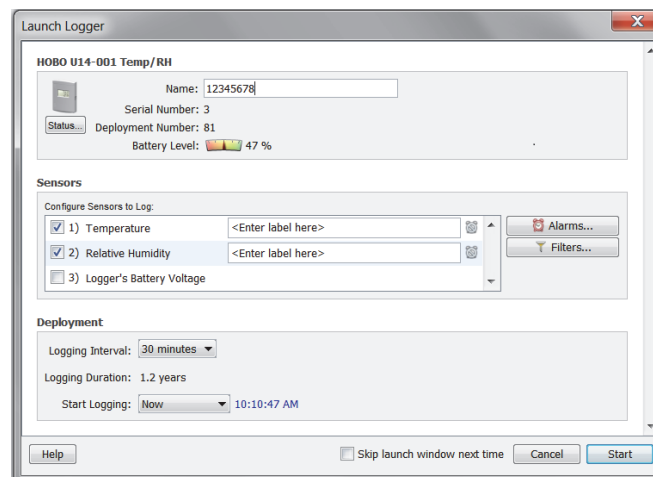 Launch Logger
HOBO U14-001 Temp/RH
Name: 12345678
Serial Number: 3
Status... Deployment Number: 81
Battery Level: 47 %
Sensors
Configure Sensors to Log:
1) Temperature <Enter label here>
Alarms...
2) Relative Humidity <Enter label here>
Filters...
3) Logger's Battery Voltage
Deployment
Logging Interval: 30 minutes
Logging Duration: 1.2 years
Start Logging: Now 10:10:47 AM
Help Skip launch window next time Cancel Start